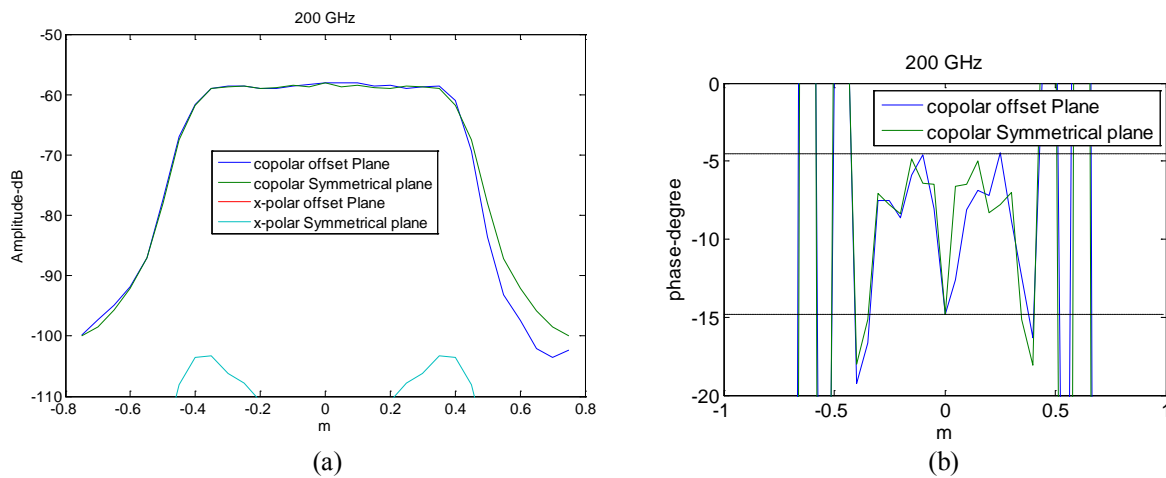 200 GHz
-50
-60
-70
-80
-90
-100
-110
Amplitude-dB
copolar offset Plane
copolar Symmetrical plane
x-polar offset Plane
x-polar Symmetrical plane
-0.8 -0.6 -0.4 -0.2 0 0.2 0.4 0.6 0.8
m
(a)
200 GHz
0
-5
-10
-15
-20
phase-degree
copolar offset Plane
copolar Symmetrical plane
-1 -0.5 0 0.5 1
m
(b)